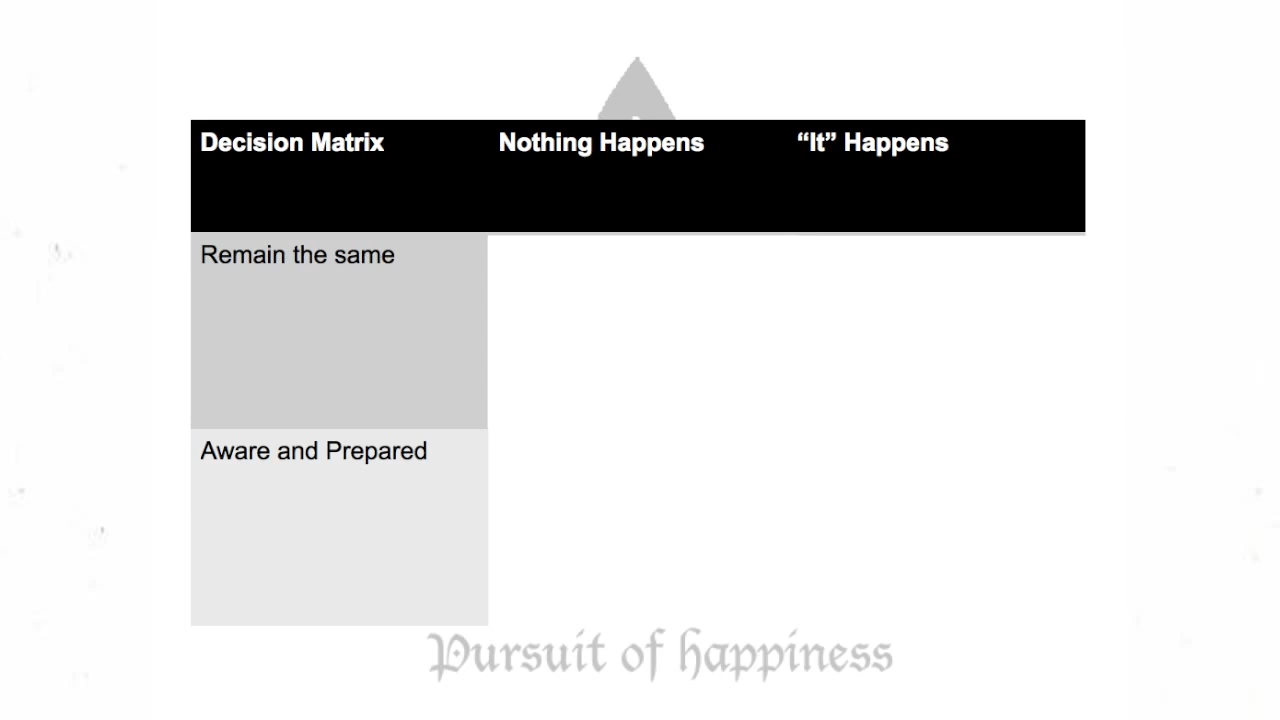 Decision Matrix Nothing Happens “It” Happens
Remain the same
Aware and Prepared
Pursuit of happiness